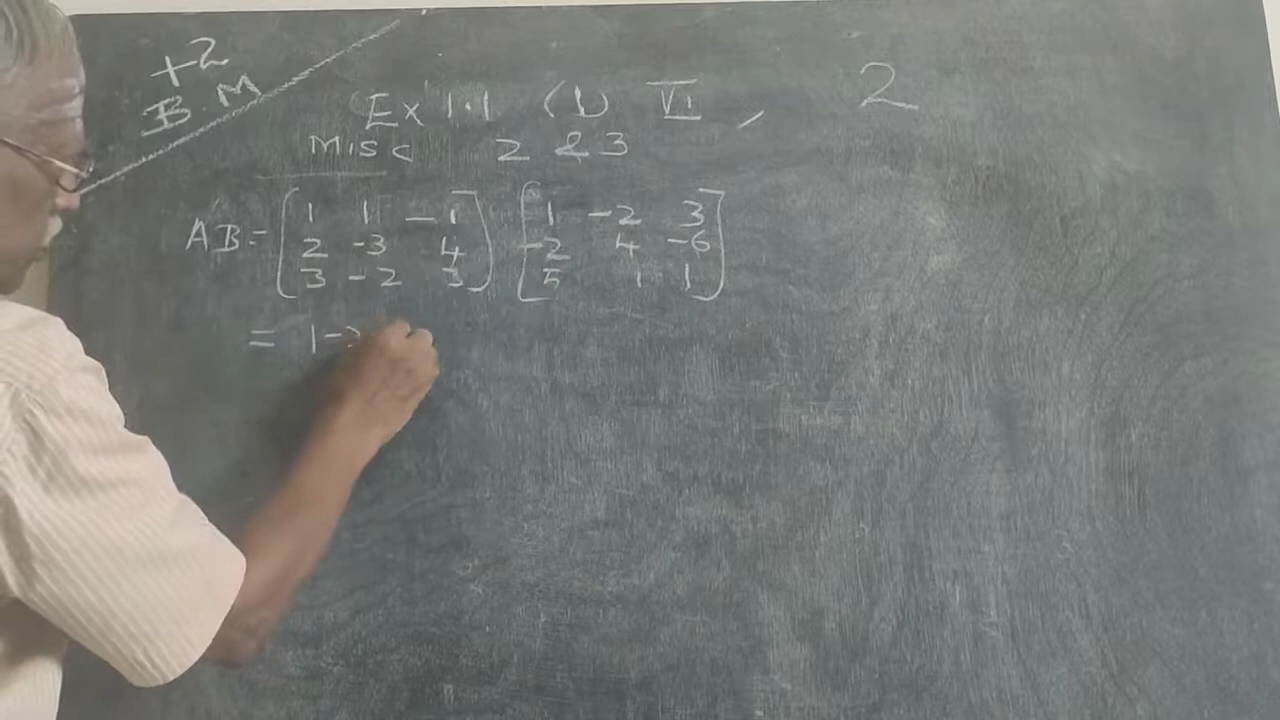 +2
B.M
Ex 1.1 (1) VI, 2
Misc 2 & 3
AB = [1 1 -1] [1 -2 3]
2 -3 4 -2 4 -6
3 -2 3 5 1 1
= 1-